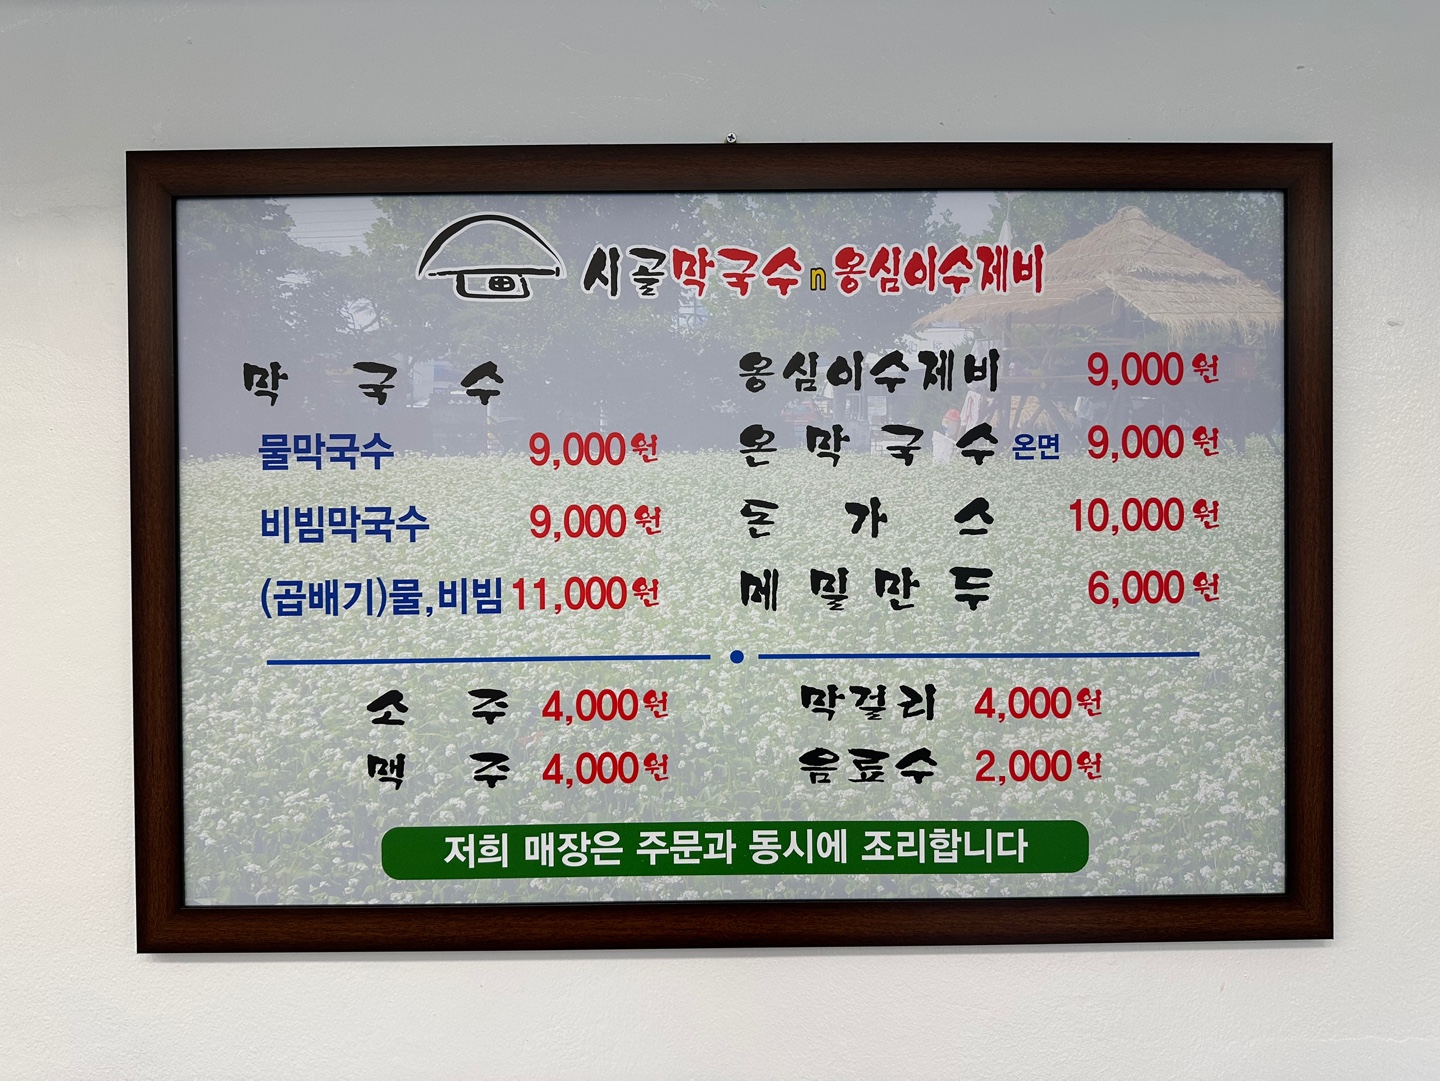 시골막국수n옹심이수제비
막국수
물막국수 9,000원
비빔막국수 9,000원
(곱배기)물,비빔 11,000원
옹심이수제비 9,000원
온막국수 온면 9,000원
돈가스 10,000원
메밀만두 6,000원
소주 4,000원
맥주 4,000원
막걸리 4,000원
음료수 2,000원
저희 매장은 주문과 동시에 조리합니다